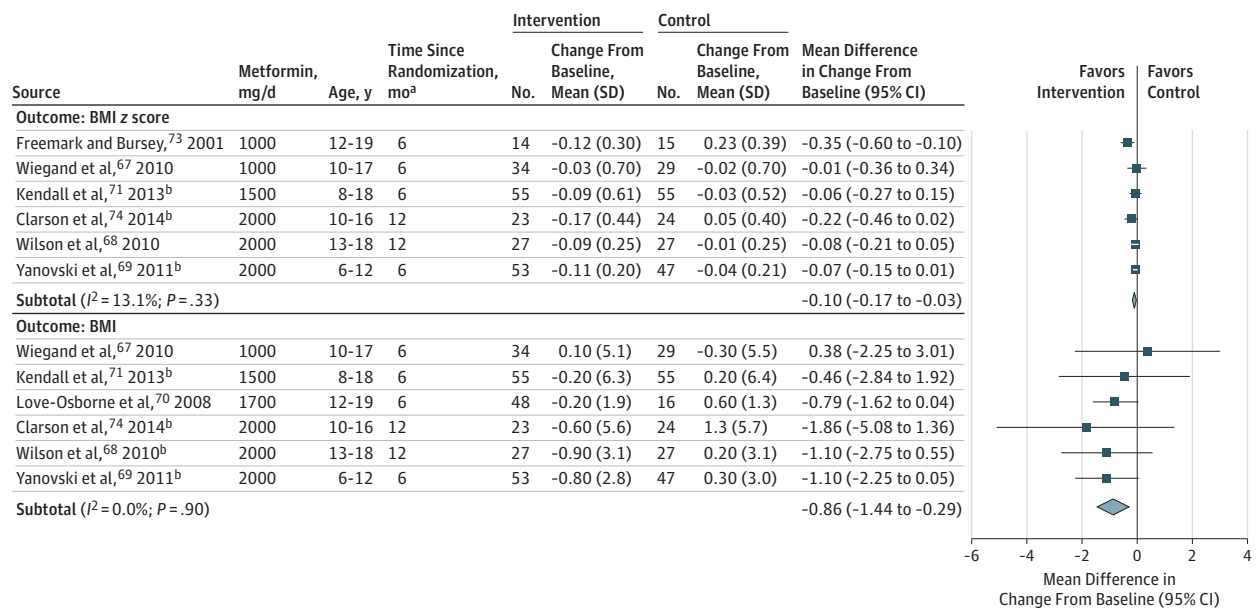 Intervention Control
Time Since Change From Change From Mean Difference
Metformin, Randomization, Baseline, Baseline, in Change From Favors Favors
Source mg/d Age, y moᵃ No. Mean (SD) No. Mean (SD) Baseline (95% CI) Intervention Control
Outcome: BMI z score
Freemark and Bursey,⁷³ 2001 1000 12-19 6 14 -0.12 (0.30) 15 0.23 (0.39) -0.35 (-0.60 to -0.10)
Wiegand et al,⁶⁷ 2010 1000 10-17 6 34 -0.03 (0.70) 29 -0.02 (0.70) -0.01 (-0.36 to 0.34)
Kendall et al,⁷¹ 2013ᵇ 1500 8-18 6 55 -0.09 (0.61) 55 -0.03 (0.52) -0.06 (-0.27 to 0.15)
Clarson et al,⁷⁴ 2014ᵇ 2000 10-16 12 23 -0.17 (0.44) 24 0.05 (0.40) -0.22 (-0.46 to 0.02)
Wilson et al,⁶⁸ 2010 2000 13-18 12 27 -0.09 (0.25) 27 -0.01 (0.25) -0.08 (-0.21 to 0.05)
Yanovski et al,⁶⁹ 2011ᵇ 2000 6-12 6 53 -0.11 (0.20) 47 -0.04 (0.21) -0.07 (-0.15 to 0.01)
Subtotal (I² = 13.1%; P = .33) -0.10 (-0.17 to -0.03)
Outcome: BMI
Wiegand et al,⁶⁷ 2010 1000 10-17 6 34 0.10 (5.1) 29 -0.30 (5.5) 0.38 (-2.25 to 3.01)
Kendall et al,⁷¹ 2013ᵇ 1500 8-18 6 55 -0.20 (6.3) 55 0.20 (6.4) -0.46 (-2.84 to 1.92)
Love-Osborne et al,⁷⁰ 2008 1700 12-19 6 48 -0.20 (1.9) 16 0.60 (1.3) -0.79 (-1.62 to 0.04)
Clarson et al,⁷⁴ 2014ᵇ 2000 10-16 12 23 -0.60 (5.6) 24 1.3 (5.7) -1.86 (-5.08 to 1.36)
Wilson et al,⁶⁸ 2010ᵇ 2000 13-18 12 27 -0.90 (3.1) 27 0.20 (3.1) -1.10 (-2.75 to 0.55)
Yanovski et al,⁶⁹ 2011ᵇ 2000 6-12 6 53 -0.80 (2.8) 47 0.30 (3.0) -1.10 (-2.25 to 0.05)
Subtotal (I² = 0.0%; P = .90) -0.86 (-1.44 to -0.29)
-6 -4 -2 0 2 4
Mean Difference in
Change From Baseline (95% CI)